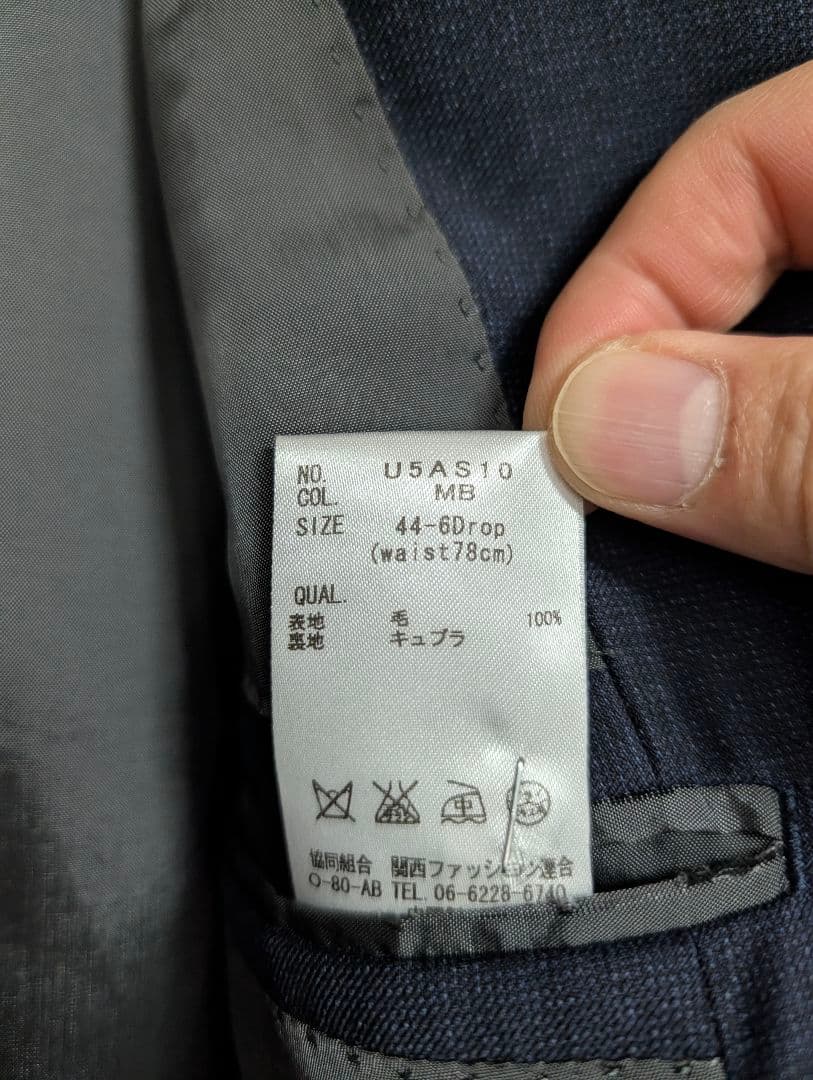 NO. U5AS10
COL. MB
SIZE 44-6Drop
(waist78cm)
QUAL.
表地 毛 100%
裏地 キュプラ
中
協同組合 関西ファッション連合
O-80-AB TEL. 06-6228-6740